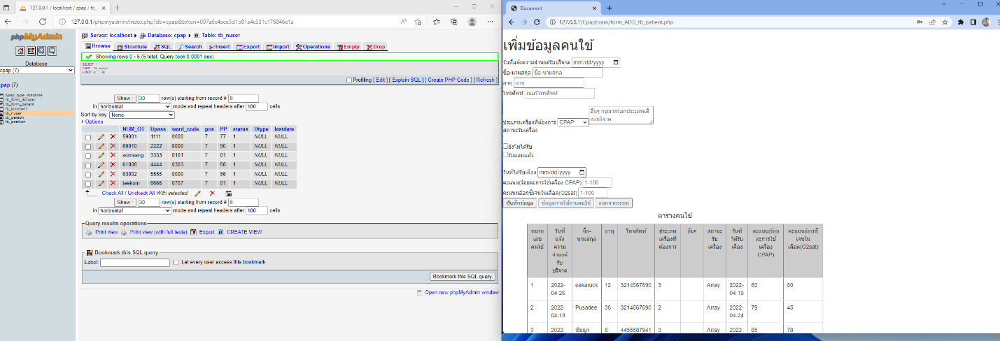 127.0.0.1 / localhost / cpap / tb_
127.0.0.1/phpmyadmin/index.php?db=cpap&token=007a6c4aee5d1b81a4c331c176846e1a
phpMyAdmin
Database
cpap (7)
cpap (7)
cpap_type_machine
tb_form_donator
tb_form_patient
tb_location1
tb_nuser
tb_person
tb_position
Server: localhost Database: cpap Table: tb_nuser
Browse Structure SQL Search Insert Export Import Operations Empty Drop
Showing rows 0 - 5 (6 total, Query took 0.0001 sec)
SELECT *
FROM tb_nuser
LIMIT 0 , 30
Profiling [ Edit ] [ Explain SQL ] [ Create PHP Code ] [ Refresh ]
Show : 30 row(s) starting from record # 0
in horizontal mode and repeat headers after 100 cells
Sort by key: None
+ Options
NUM_OT Upass ward_code pos PP status Utype lastdate
59001 1111 0000 7 77 1 NULL NULL
60010 2222 0000 7 90 1 NULL NULL
somsang 3333 0101 7 01 1 NULL NULL
61008 4444 0303 7 58 1 NULL NULL
63002 5555 0000 7 66 1 NULL NULL
teekom 6666 0707 7 01 1 NULL NULL
Check All / Uncheck All With selected:
Show : 30 row(s) starting from record # 0
in horizontal mode and repeat headers after 100 cells
Query results operations
Print view Print view (with full texts) Export CREATE VIEW
Bookmark this SQL query
Label: Let every user access this bookmark
Bookmark this SQL query
Open new phpMyAdmin window
Document
127.0.0.1/CpapExam/form_ADD_tb_patient.php
เพิ่มข้อมูลคนไข้
วันที่แจ้งความจำนงค์รับบริจาค mm/dd/yyyy
ชื่อ-นามสกุล ชื่อ-นามสกุล
อายุ อายุ
โทรศัพท์ เบอร์โทรศัพท์
อื่นๆ กรุณากรอกประเภทเครื่องบริจาค
ประเภทเครื่องที่ต้องการ CPAP
สถานะรับเครื่อง
ยังไม่ได้รับ
รับมอบแล้ว
วันที่ได้รับเครื่อง mm/dd/yyyy
คะแนน(ร้อยละการใช้เครื่อง CPAP) 1-100
คะแนนอ๊อกซิเจนในเลือด(O2sat) 1-100
บันทึกข้อมูล ข้อมูลการใช้งานคนไข้ ออกจากระบบ
ตารางคนไข้
หมายเลขคนไข้ วันที่แจ้งความจำนงค์รับบริจาค ชื่อ-นามสกุล อายุ โทรศัพท์ ประเภทเครื่องที่ต้องการ อื่นๆ สถานะรับเครื่อง วันที่ได้รับเครื่อง คะแนน(ร้อยละการใช้เครื่อง CPAP) คะแนนอ๊อกซิเจนในเลือด(O2sat)
1 2022-04-26 eakaruck 12 3214567890 3 Array 2022-04-19 60 80
2 2022-04-18 Pusadee 36 3214567890 2 Array 2022-04-24 79 45
3 2022- ชัชญา 8 4455587941 3 Array 2022 85 78